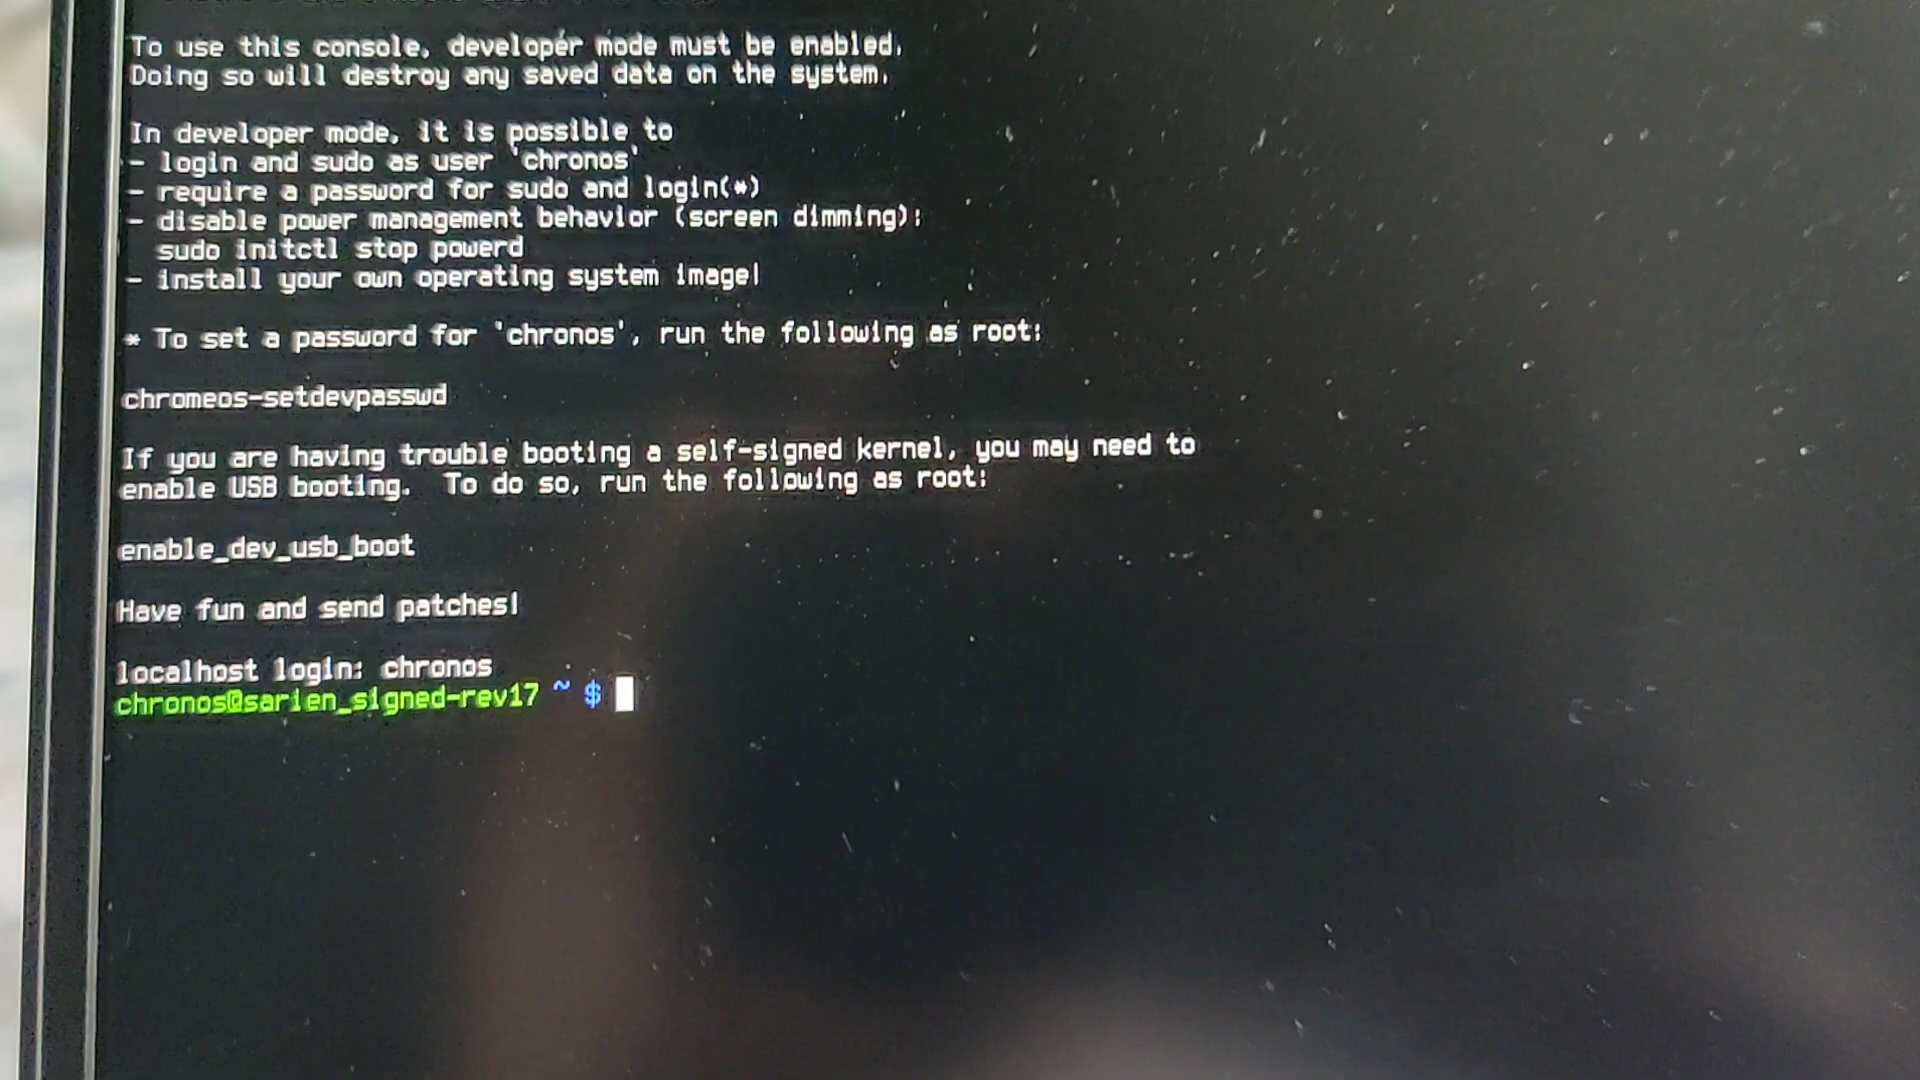 To use this console, developer mode must be enabled.
Doing so will destroy any saved data on the system.
In developer mode, it is possible to
- login and sudo as user 'chronos'
- require a password for sudo and login(*)
- disable power management behavior (screen dimming):
sudo initctl stop powerd
- install your own operating system image!
* To set a password for 'chronos', run the following as root:
chromeos-setdevpasswd
If you are having trouble booting a self-signed kernel, you may need to
enable USB booting. To do so, run the following as root:
enable_dev_usb_boot
Have fun and send patches!
localhost login: chronos
chronos@sarien_signed-rev17 ~ $